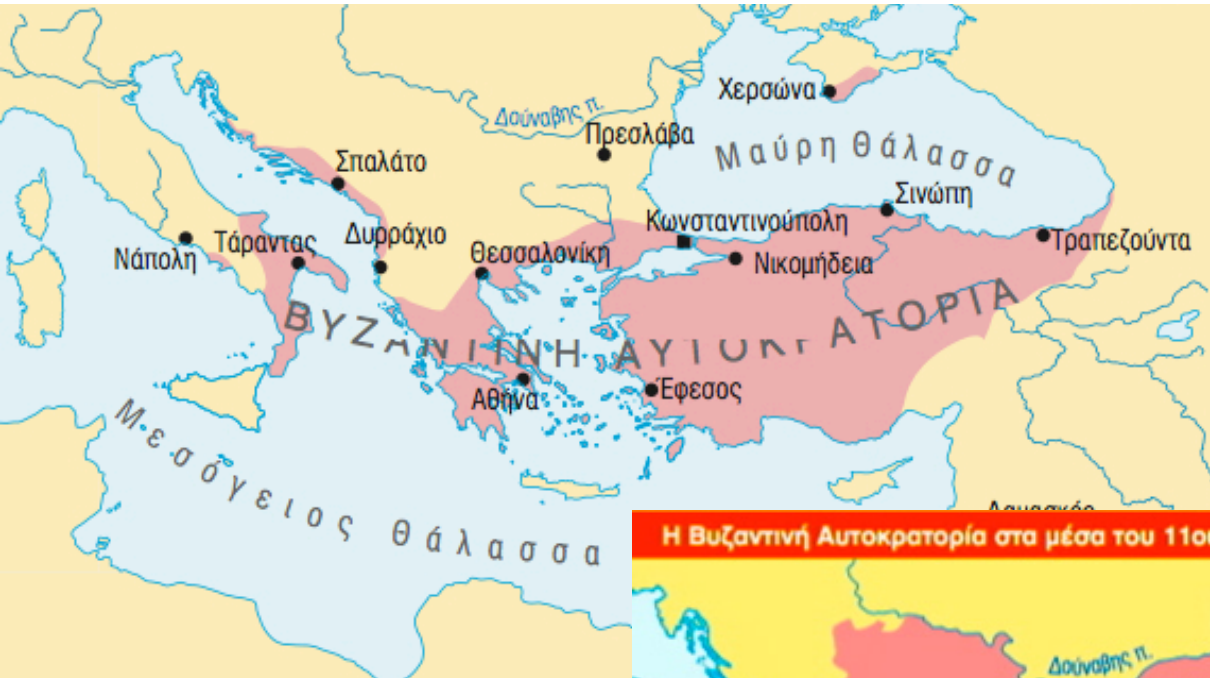 Χερσώνα
Δούναβης π.
Πρεσλάβα
Μαύρη Θάλασσα
Σπαλάτο
Σινώπη
Κωνσταντινούπολη
Τάραντας
Δυρράχιο
Θεσσαλονίκη
Τραπεζούντα
Νάπολη
Νικομήδεια
ΒΥΖΑΝΤΙΝΗ ΑΥΤΟΚΡΑΤΟΡΙΑ
Αθήνα
Έφεσος
Μεσόγειος Θάλασσα
Η Βυζαντινή Αυτοκρατορία στα μέσα του 11ου
Δούναβης π.